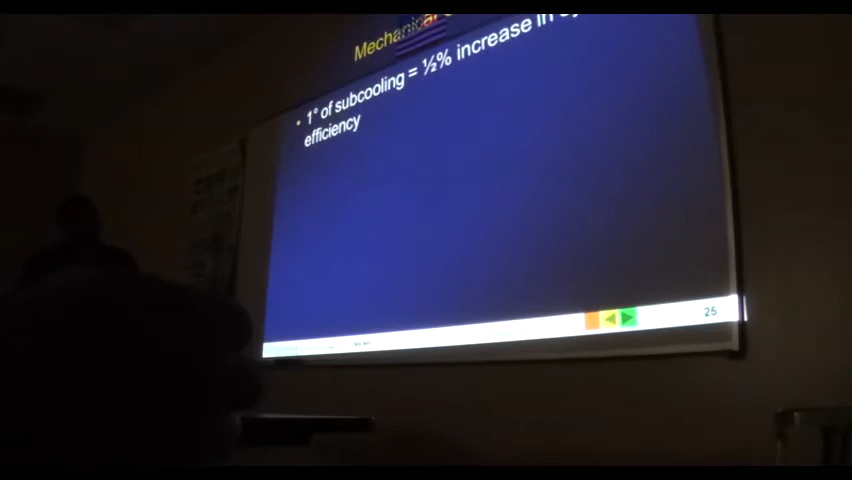 Mechanical
• 1° of subcooling = ½% increase in
efficiency
25